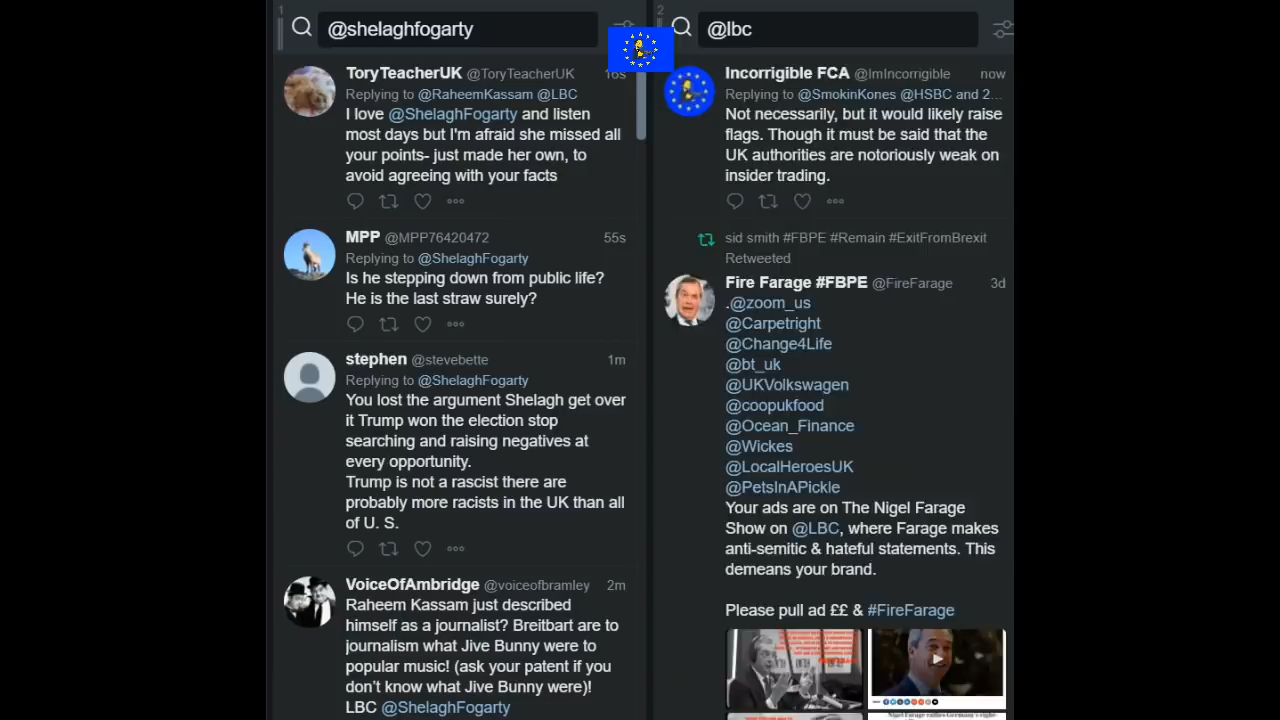 1
@shelaghfogarty
ToryTeacherUK @ToryTeacherUK 16s
Replying to @RaheemKassam @LBC
I love @ShelaghFogarty and listen
most days but I'm afraid she missed all
your points- just made her own, to
avoid agreeing with your facts
MPP @MPP76420472 55s
Replying to @ShelaghFogarty
Is he stepping down from public life?
He is the last straw surely?
stephen @stevebette 1m
Replying to @ShelaghFogarty
You lost the argument Shelagh get over
it Trump won the election stop
searching and raising negatives at
every opportunity.
Trump is not a rascist there are
probably more racists in the UK than all
of U. S.
VoiceOfAmbridge @voiceofbramley 2m
Raheem Kassam just described
himself as a journalist? Breitbart are to
journalism what Jive Bunny were to
popular music! (ask your patent if you
don't know what Jive Bunny were)!
LBC @ShelaghFogarty
2
@lbc
Incorrigible FCA @ImIncorrigible now
Replying to @SmokinKones @HSBC and 2...
Not necessarily, but it would likely raise
flags. Though it must be said that the
UK authorities are notoriously weak on
insider trading.
sid smith #FBPE #Remain #ExitFromBrexit
Retweeted
Fire Farage #FBPE @FireFarage 3d
.@zoom_us
@Carpetright
@Change4Life
@bt_uk
@UKVolkswagen
@coopukfood
@Ocean_Finance
@Wickes
@LocalHeroesUK
@PetsInAPickle
Your ads are on The Nigel Farage
Show on @LBC, where Farage makes
anti-semitic & hateful statements. This
demeans your brand.
Please pull ad ££ & #FireFarage